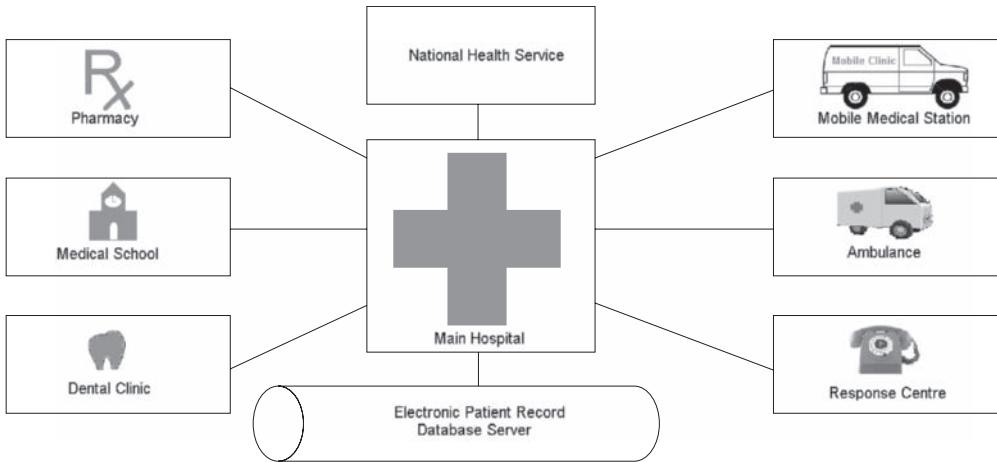 National Health Service
Rx
Pharmacy
Mobile Clinic
Mobile Medical Station
Medical School
Ambulance
Main Hospital
Dental Clinic
Response Centre
Electronic Patient Record
Database Server